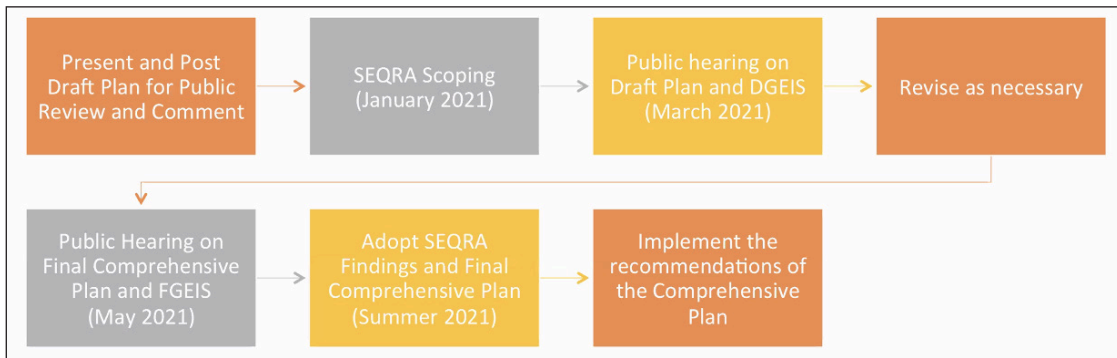 Present and Post
Draft Plan for Public
Review and Comment
SEQRA Scoping
(January 2021)
Public hearing on
Draft Plan and DGEIS
(March 2021)
Revise as necessary
Public Hearing on
Final Comprehensive
Plan and FGEIS
(May 2021)
Adopt SEQRA
Findings and Final
Comprehensive Plan
(Summer 2021)
Implement the
recommendations of
the Comprehensive
Plan